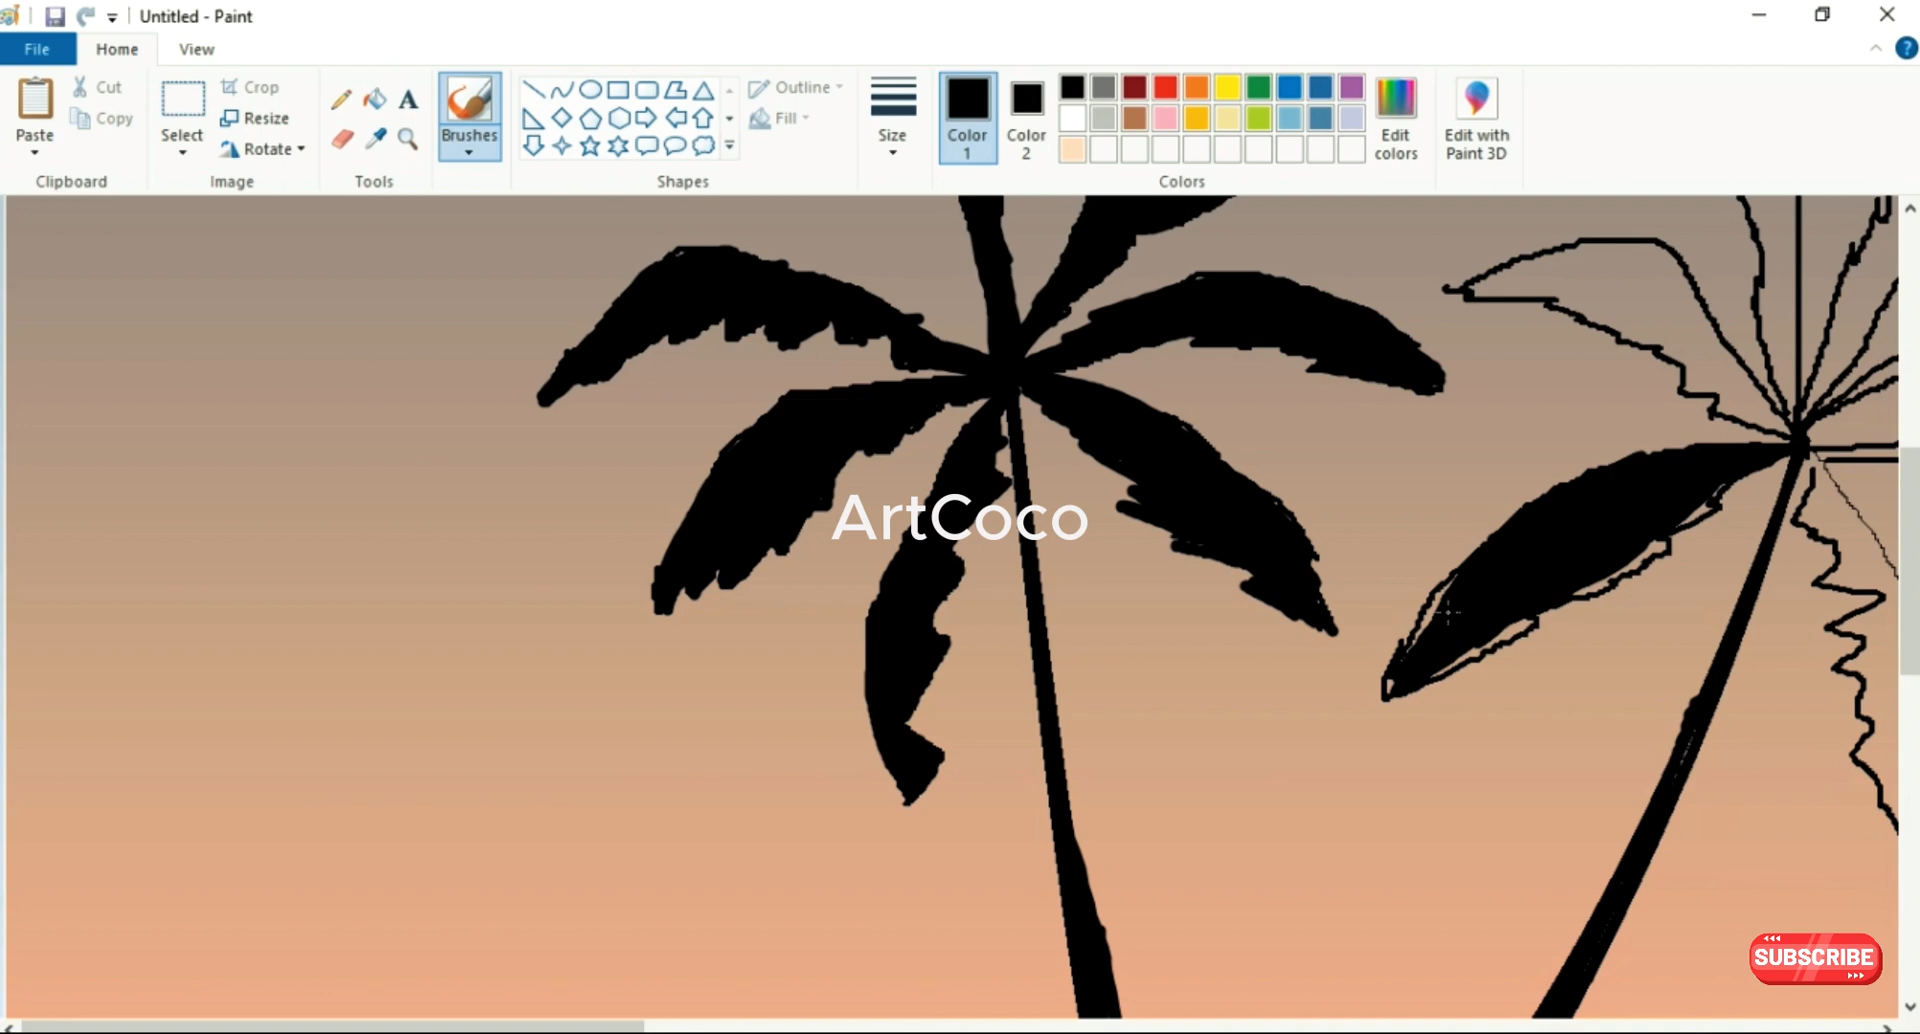 Untitled - Paint
File Home View
Paste
Cut
Copy
Clipboard
Select
Crop
Resize
Rotate
Image
A
Tools
Brushes
Outline
Fill
Shapes
Size
Color 1
Color 2
Edit colors
Colors
Edit with Paint 3D
?
ArtCoco
SUBSCRIBE